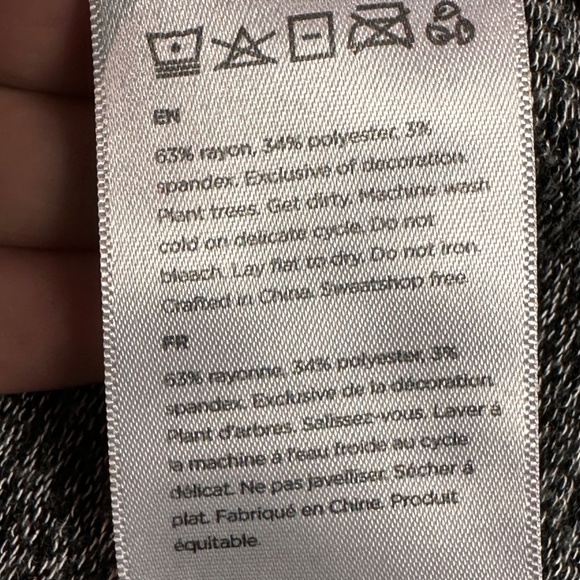 EN
63% rayon, 34% polyester, 3%
spandex. Exclusive of decoration.
Plant trees. Get dirty. Machine wash
cold on delicate cycle. Do not
bleach. Lay flat to dry. Do not iron.
Crafted in China. Sweatshop free.
FR
63% rayonne, 34% polyester, 3%
spandex. Exclusive de la décoration.
Plant d'arbres. Salissez-vous. Laver à
la machine à l'eau froide au cycle
délicat. Ne pas javelliser. Sécher à
plat. Fabriqué en Chine. Produit
équitable.